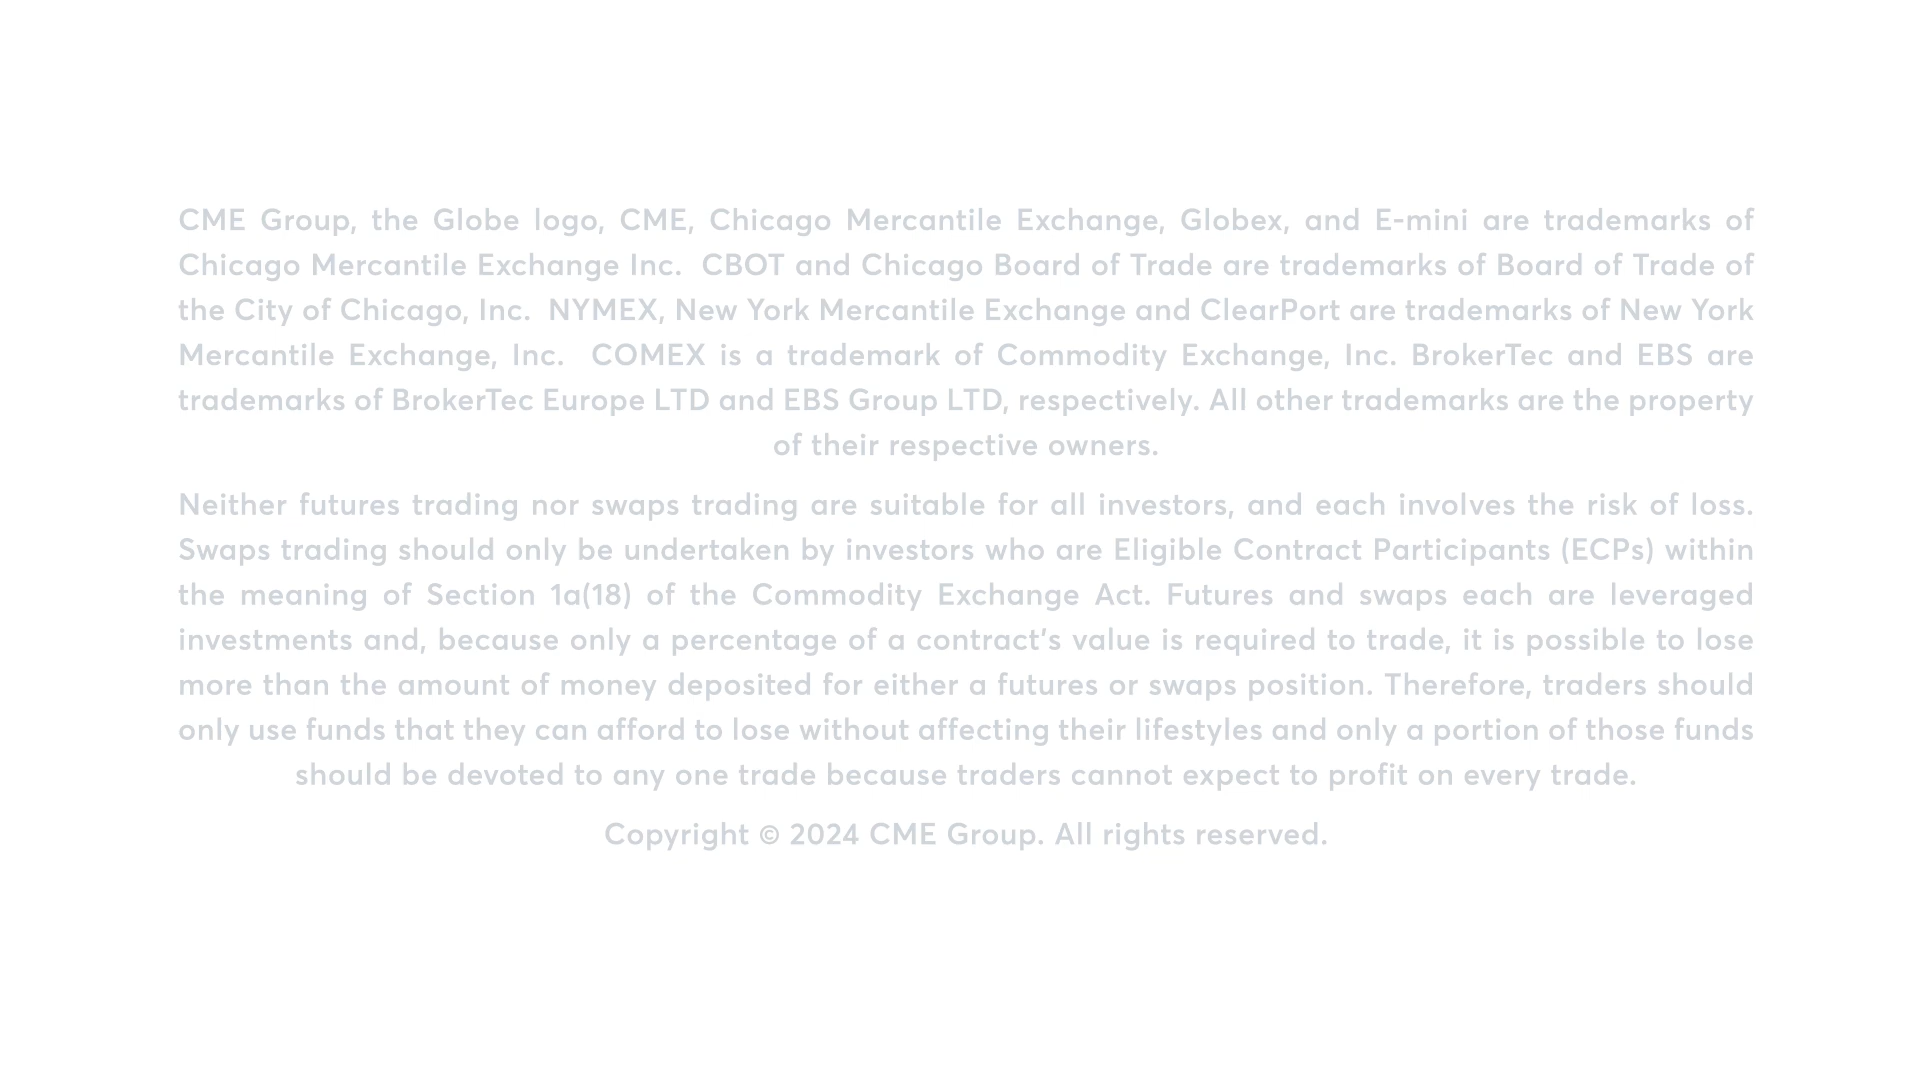 CME Group, the Globe logo, CME, Chicago Mercantile Exchange, Globex, and E-mini are trademarks of
Chicago Mercantile Exchange Inc.  CBOT and Chicago Board of Trade are trademarks of Board of Trade of
the City of Chicago, Inc.  NYMEX, New York Mercantile Exchange and ClearPort are trademarks of New York
Mercantile Exchange, Inc.  COMEX is a trademark of Commodity Exchange, Inc. BrokerTec and EBS are
trademarks of BrokerTec Europe LTD and EBS Group LTD, respectively. All other trademarks are the property
of their respective owners.
Neither futures trading nor swaps trading are suitable for all investors, and each involves the risk of loss.
Swaps trading should only be undertaken by investors who are Eligible Contract Participants (ECPs) within
the meaning of Section 1a(18) of the Commodity Exchange Act. Futures and swaps each are leveraged
investments and, because only a percentage of a contract's value is required to trade, it is possible to lose
more than the amount of money deposited for either a futures or swaps position. Therefore, traders should
only use funds that they can afford to lose without affecting their lifestyles and only a portion of those funds
should be devoted to any one trade because traders cannot expect to profit on every trade.
Copyright © 2024 CME Group. All rights reserved.